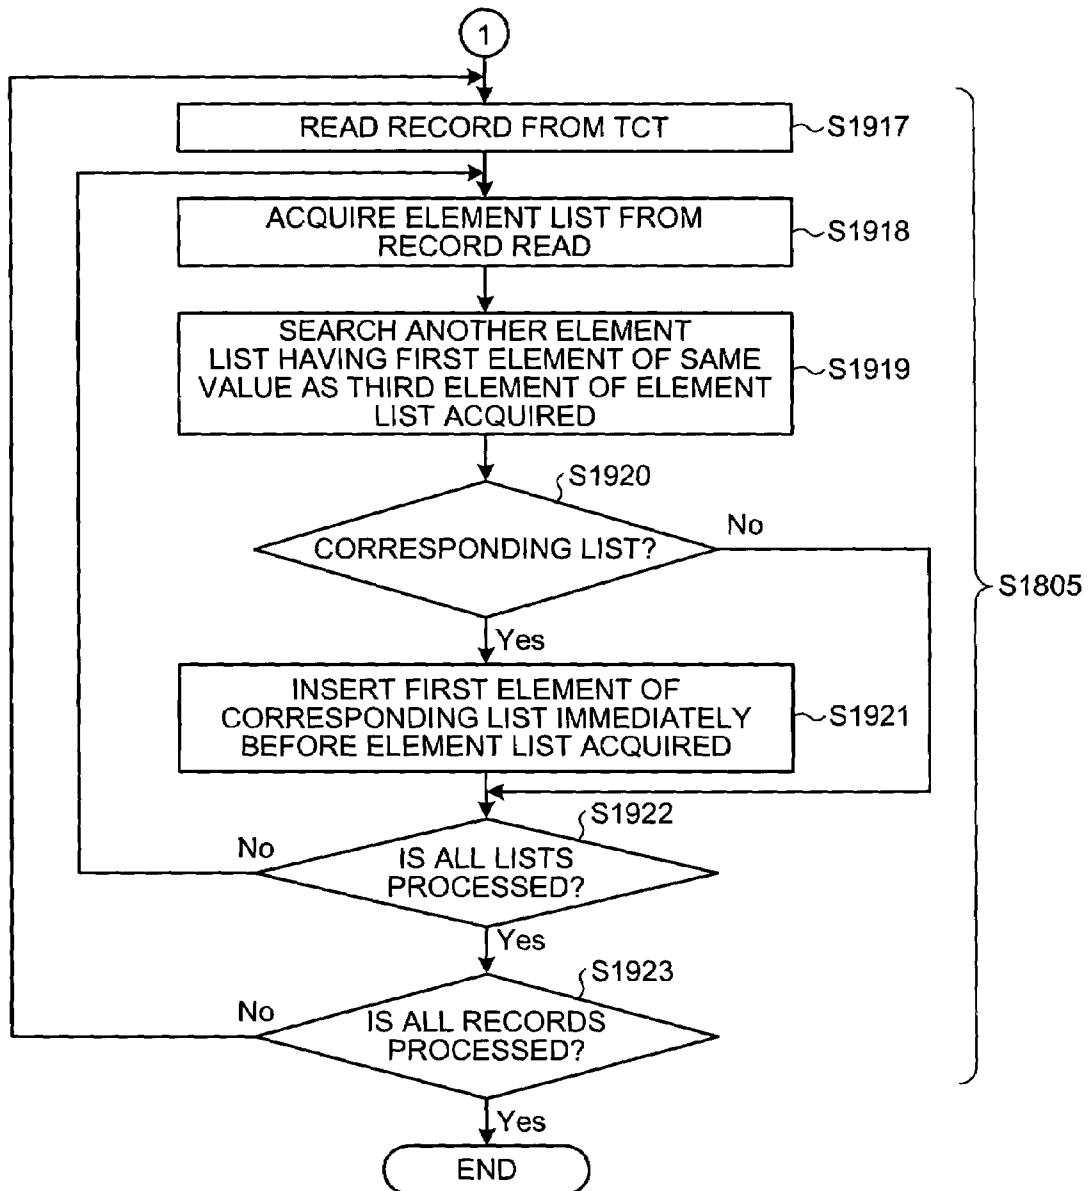 1
READ RECORD FROM TCT
S1917
ACQUIRE ELEMENT LIST FROM
RECORD READ
S1918
SEARCH ANOTHER ELEMENT
LIST HAVING FIRST ELEMENT OF SAME
VALUE AS THIRD ELEMENT OF ELEMENT
LIST ACQUIRED
S1919
S1920
CORRESPONDING LIST?
No
Yes
S1805
INSERT FIRST ELEMENT OF
CORRESPONDING LIST IMMEDIATELY
BEFORE ELEMENT LIST ACQUIRED
S1921
S1922
No
IS ALL LISTS
PROCESSED?
Yes
S1923
No
IS ALL RECORDS
PROCESSED?
Yes
END